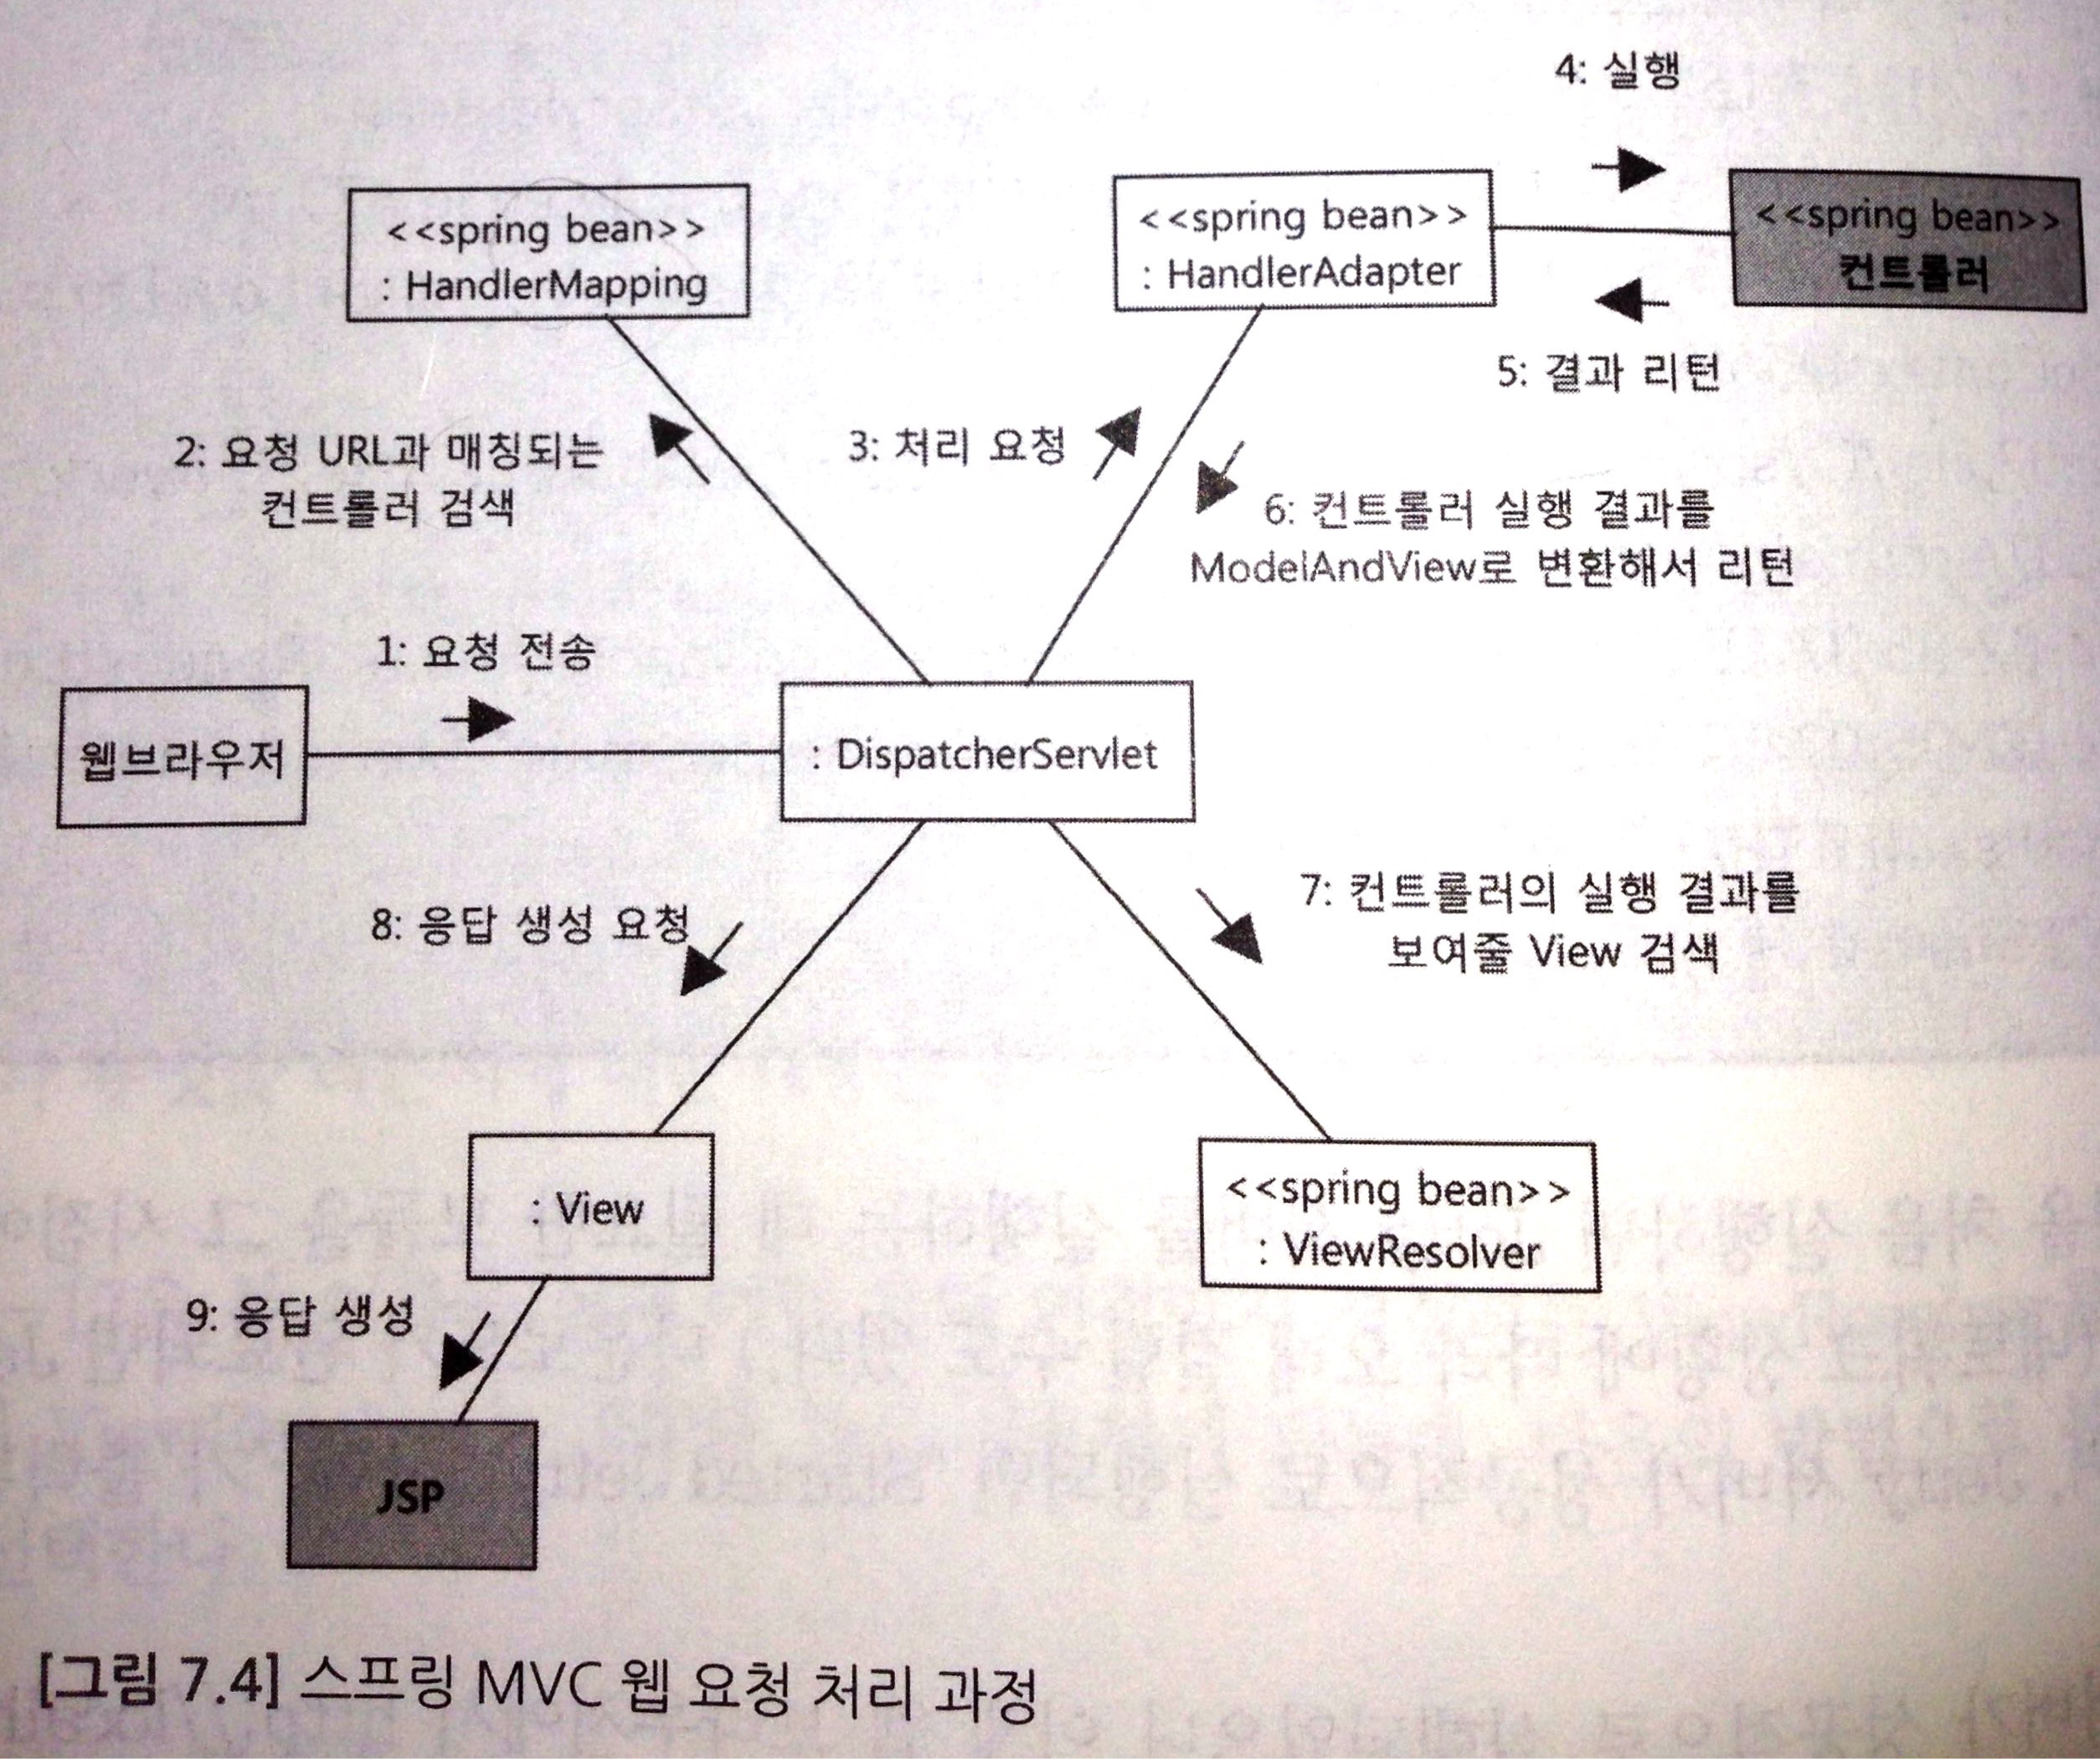 4: 실행
<<spring bean>>
: HandlerMapping
<<spring bean>>
: HandlerAdapter
<<spring bean>>
컨트롤러
5: 결과 리턴
2: 요청 URL과 매칭되는
컨트롤러 검색
3: 처리 요청
6: 컨트롤러 실행 결과를
ModelAndView로 변환해서 리턴
1: 요청 전송
웹브라우저
: DispatcherServlet
8: 응답 생성 요청
7: 컨트롤러의 실행 결과를
보여줄 View 검색
: View
<<spring bean>>
: ViewResolver
9: 응답 생성
JSP
[그림 7.4] 스프링 MVC 웹 요청 처리 과정